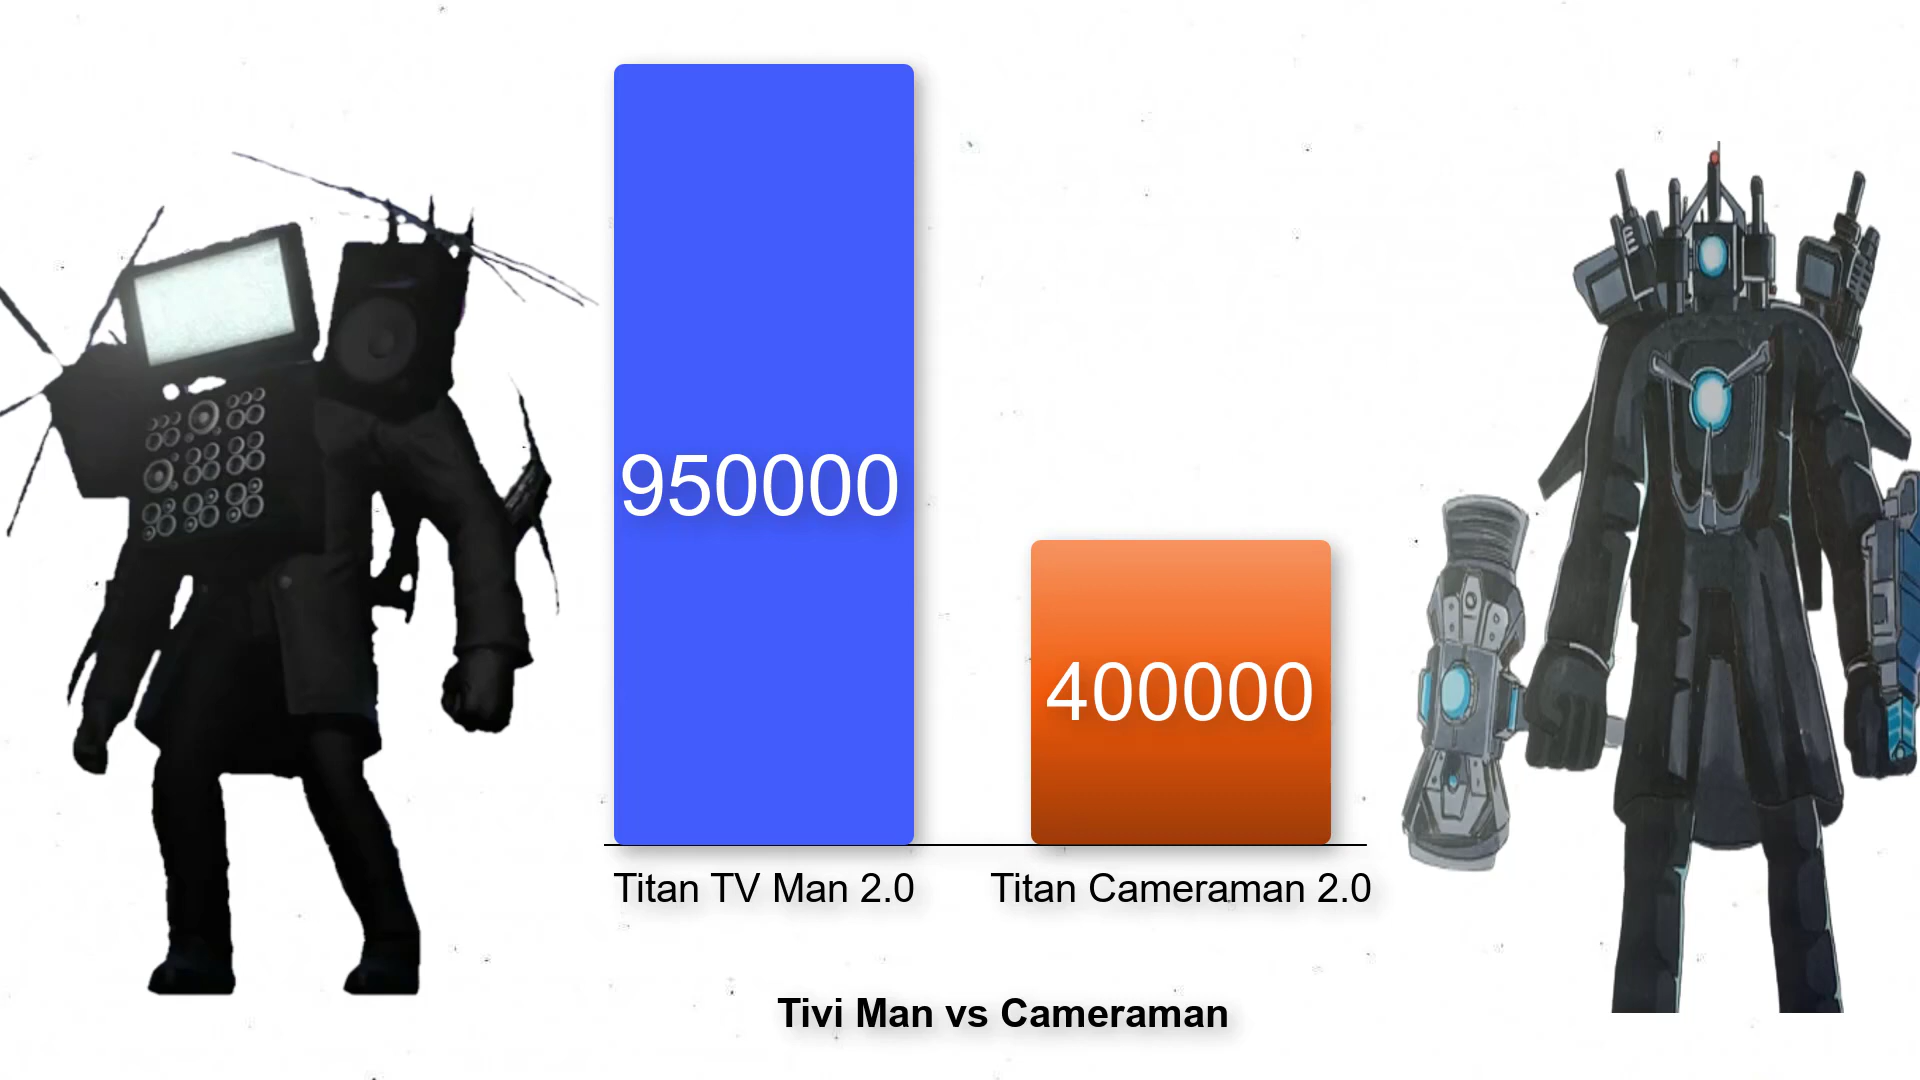 950000
400000
Titan TV Man 2.0
Titan Cameraman 2.0
Tivi Man vs Cameraman